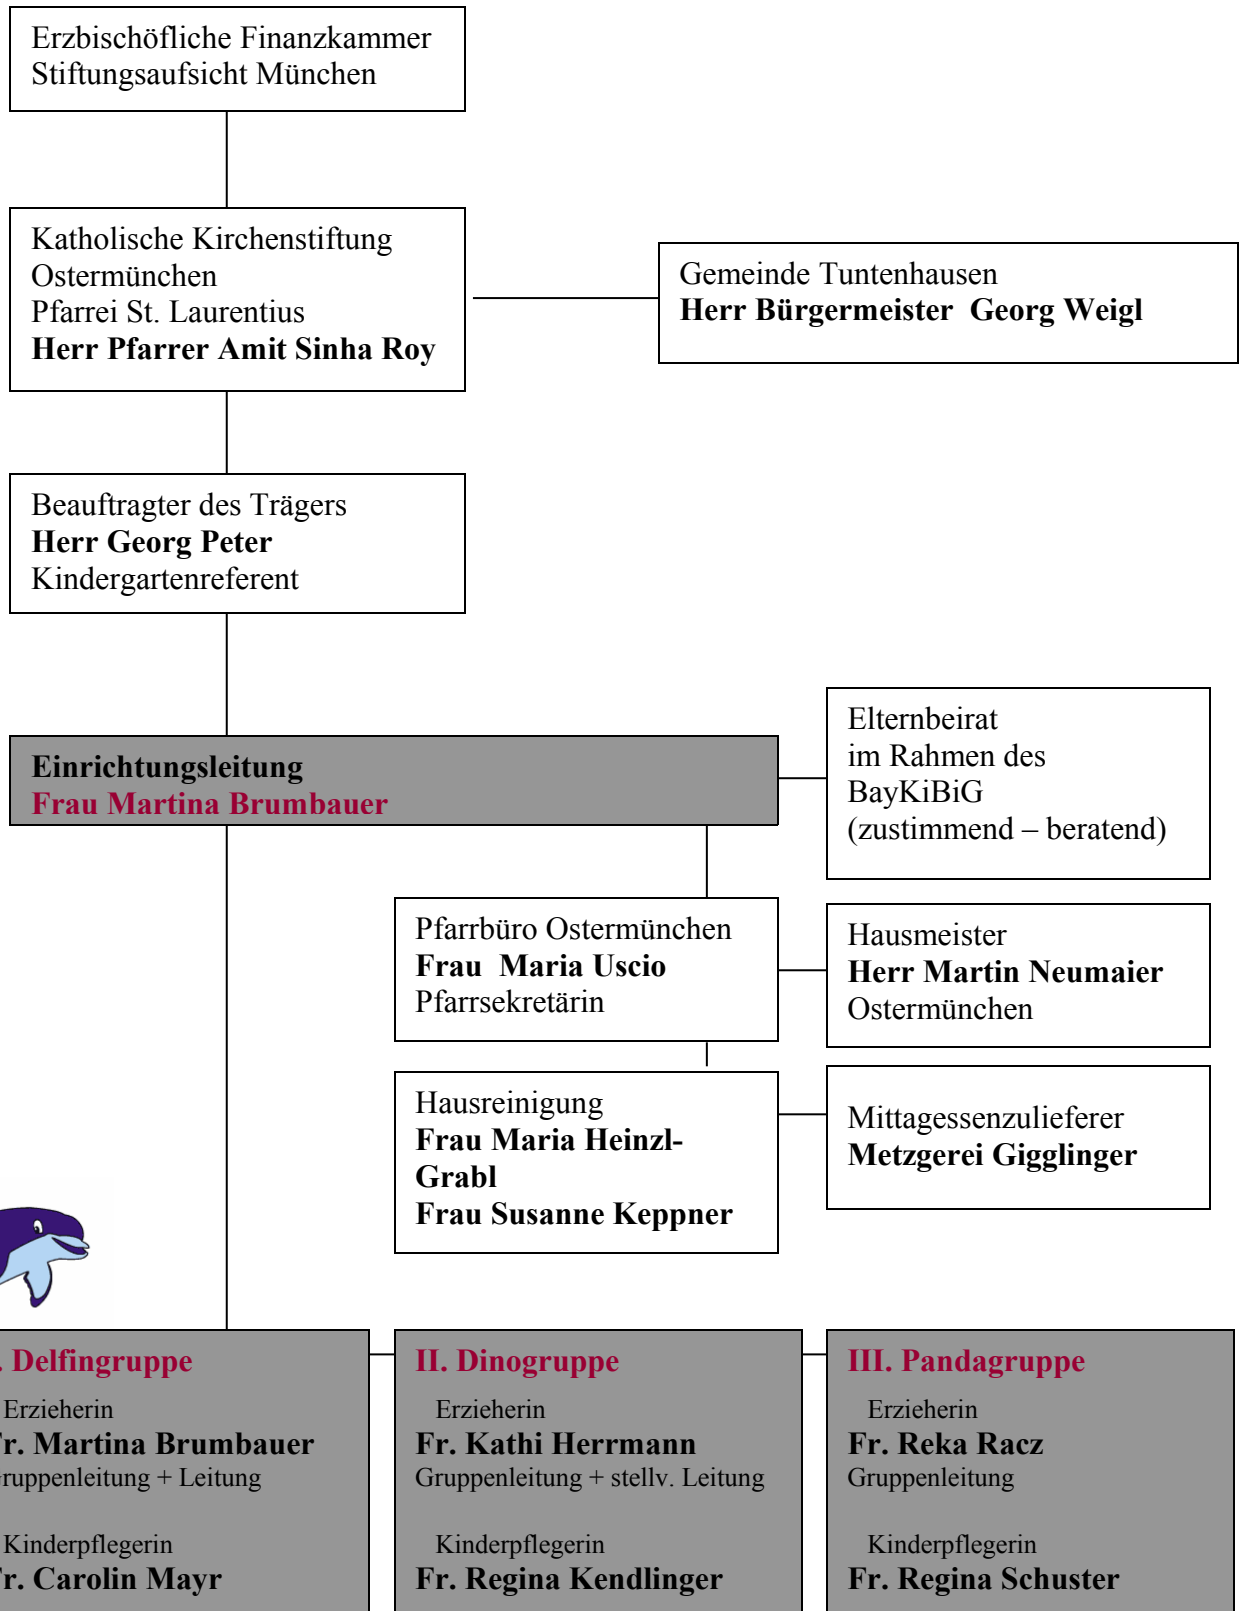 Erzbischöfliche Finanzkammer
Stiftungsaufsicht München
Katholische Kirchenstiftung
Ostermünchen
Pfarrei St. Laurentius
Herr Pfarrer Amit Sinha Roy
Gemeinde Tuntenhausen
Herr Bürgermeister  Georg Weigl
Beauftragter des Trägers
Herr Georg Peter
Kindergartenreferent
Einrichtungsleitung
Frau Martina Brumbauer
Elternbeirat
im Rahmen des
BayKiBiG
(zustimmend – beratend)
Pfarrbüro Ostermünchen
Frau  Maria Uscio
Pfarrsekretärin
Hausmeister
Herr Martin Neumaier
Ostermünchen
Hausreinigung
Frau Maria Heinzl-
Grabl
Frau Susanne Keppner
Mittagessenzulieferer
Metzgerei Gigglinger
. Delfingruppe
Erzieherin
Fr. Martina Brumbauer
Gruppenleitung + Leitung
Kinderpflegerin
Fr. Carolin Mayr
II. Dinogruppe
Erzieherin
Fr. Kathi Herrmann
Gruppenleitung + stellv. Leitung
Kinderpflegerin
Fr. Regina Kendlinger
III. Pandagruppe
Erzieherin
Fr. Reka Racz
Gruppenleitung
Kinderpflegerin
Fr. Regina Schuster